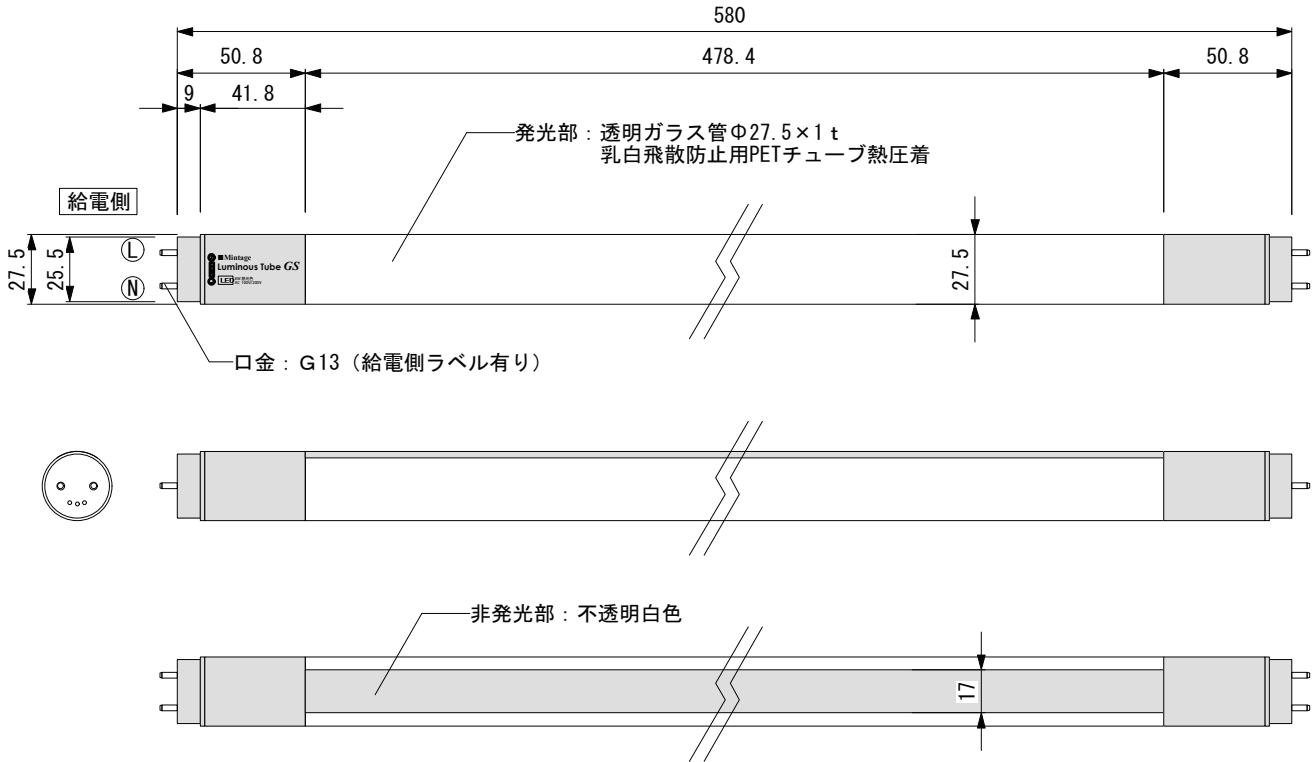 580
50.8
478.4
50.8
9
41.8
発光部：透明ガラス管Φ27.5×1ｔ
乳白飛散防止用PETチューブ熱圧着
給電側
27.5
25.5
L
N
■Mintage
Luminous Tube GS
LED
27.5
口金：G13（給電側ラベル有り）
非発光部：不透明白色
17